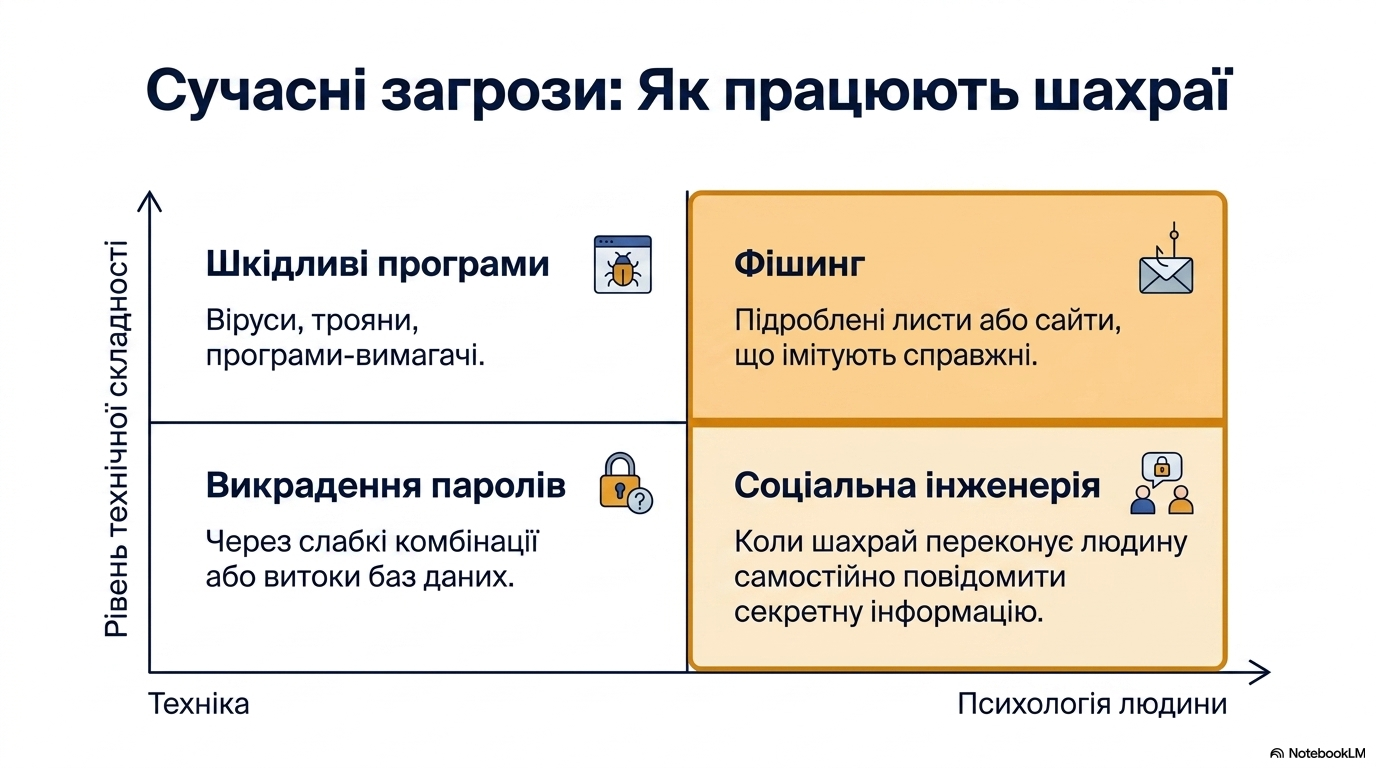 Сучасні загрози: Як працюють шахраї
Рівень технічної складності
Шкідливі програми
Віруси, трояни,
програми-вимагачі.
Фішинг
Підроблені листи або сайти,
що імітують справжні.
Викрадення паролів
Через слабкі комбінації
або витоки баз даних.
?
Соціальна інженерія
Коли шахрай переконує людину
самостійно повідомити
секретну інформацію.
Техніка
Психологія людини
NotebookLM